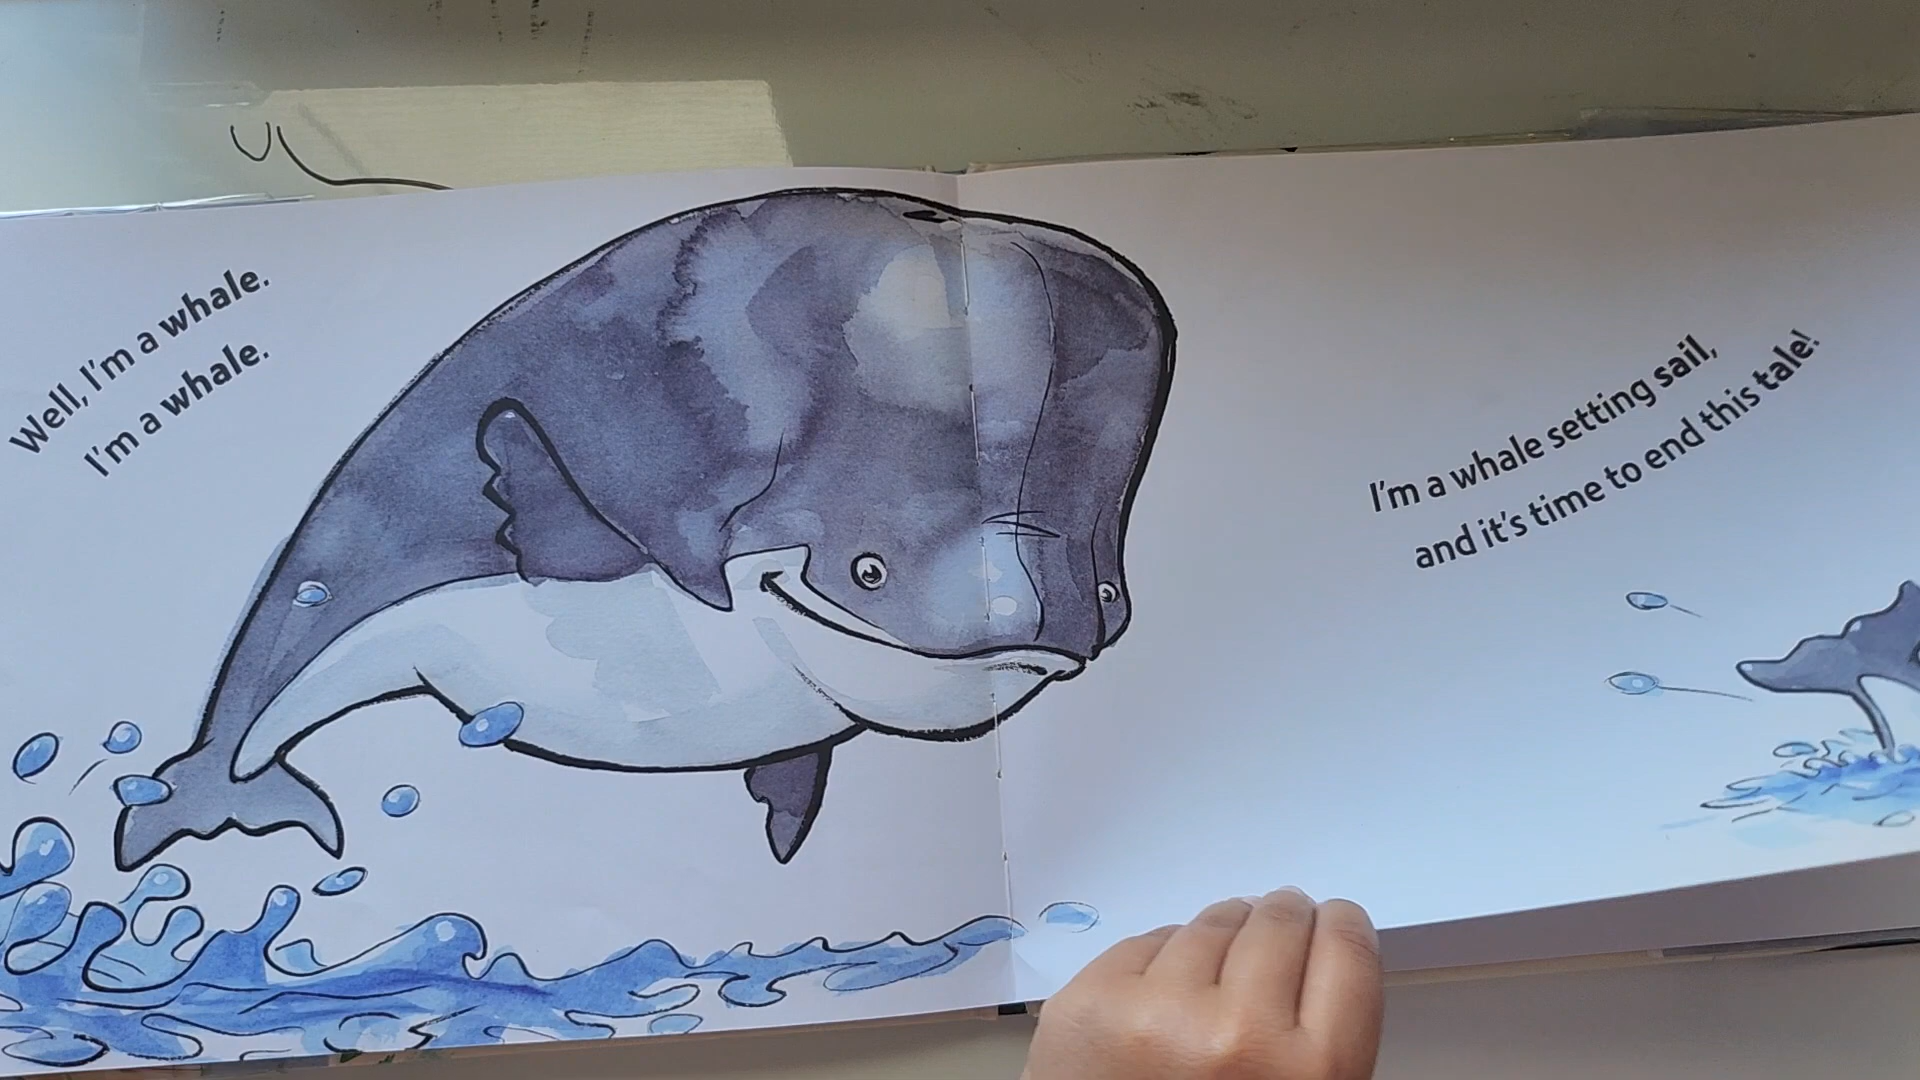 Well, I'm a whale.
I'm a whale.
I'm a whale setting sail,
and it's time to end this tale!